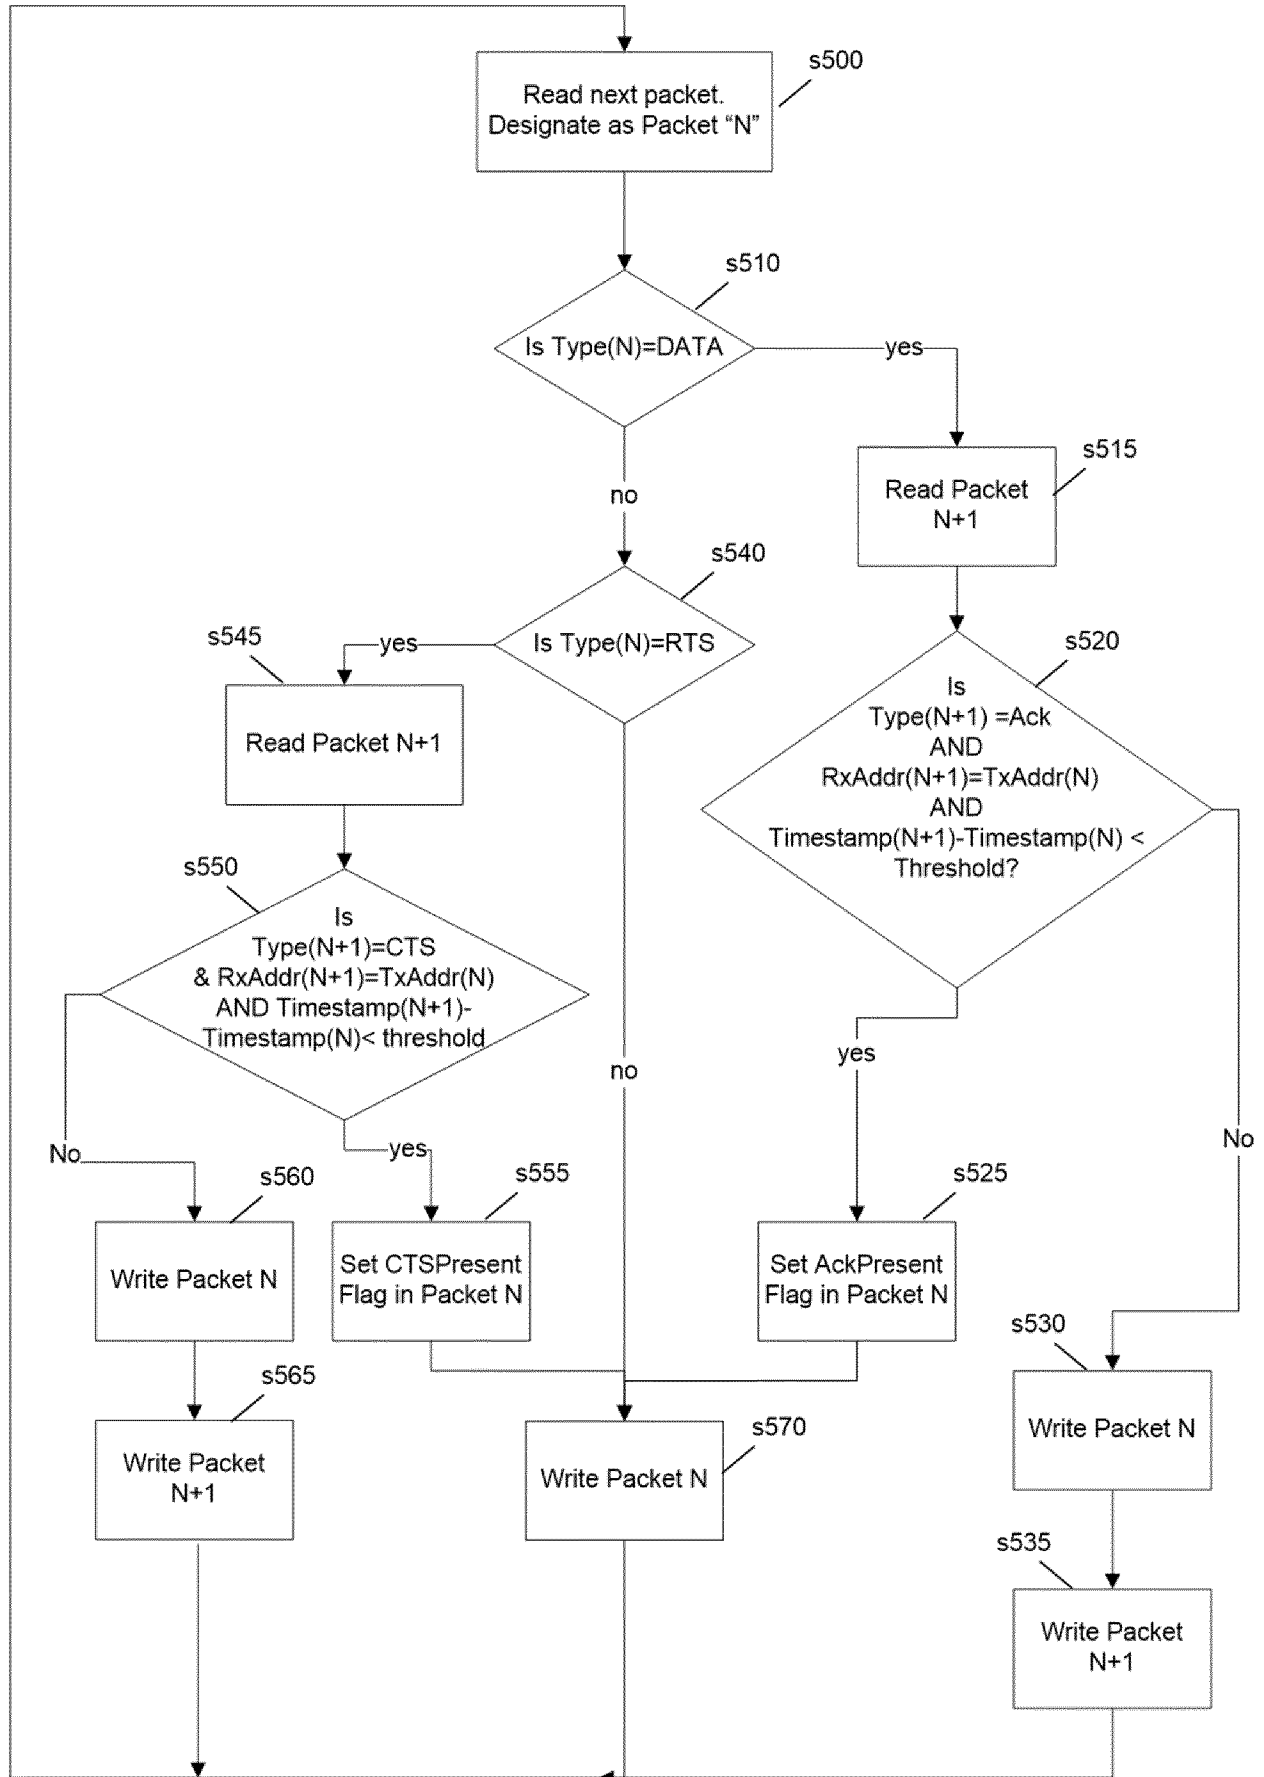 s500
Read next packet.
Designate as Packet “N”
s510
Is Type(N)=DATA
yes
no
s515
Read Packet
N+1
s540
Is Type(N)=RTS
yes
s545
Read Packet N+1
s520
Is
Type(N+1) =Ack
AND
RxAddr(N+1)=TxAddr(N)
AND
Timestamp(N+1)-Timestamp(N) <
Threshold?
s550
Is
Type(N+1)=CTS
& RxAddr(N+1)=TxAddr(N)
AND Timestamp(N+1)-
Timestamp(N)< threshold
no
yes
No
No
yes
s560
Write Packet N
s555
Set CTSPresent
Flag in Packet N
s525
Set AckPresent
Flag in Packet N
s530
Write Packet N
s565
Write Packet
N+1
s570
Write Packet N
s535
Write Packet
N+1